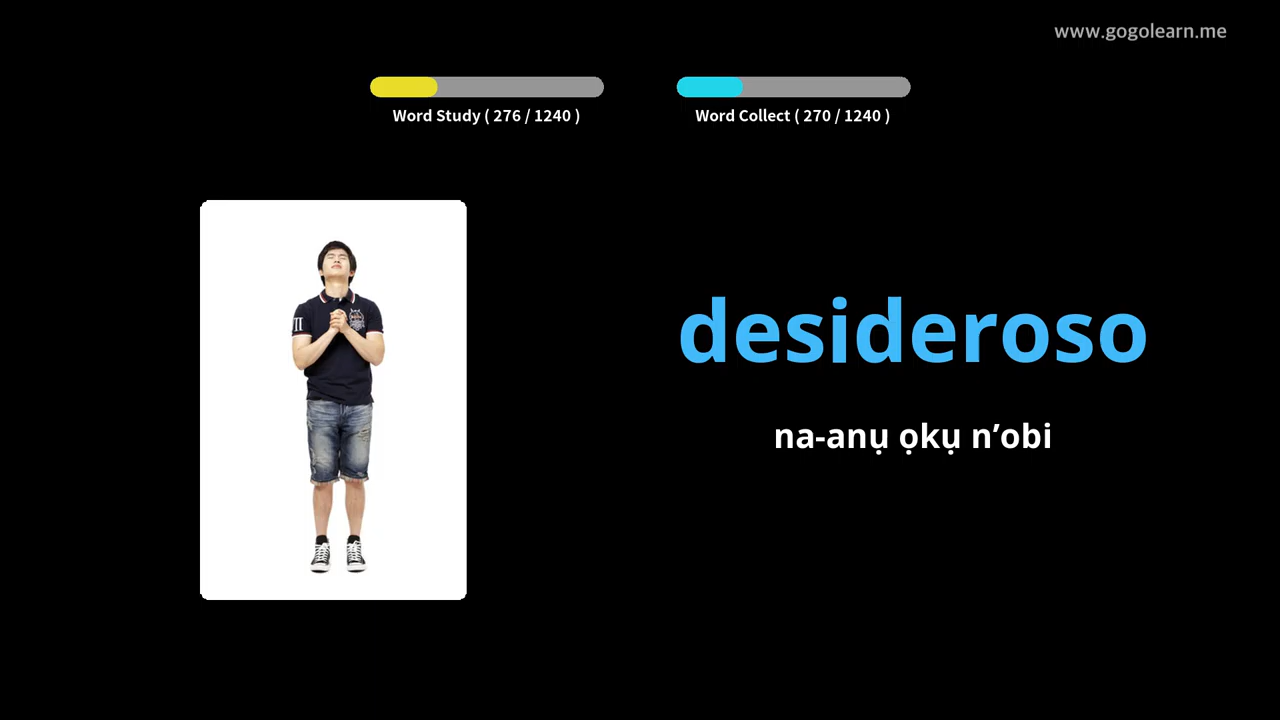 www.gogolearn.me
Word Study ( 276 / 1240 )
Word Collect ( 270 / 1240 )
desideroso
na-anụ ọkụ n’obi